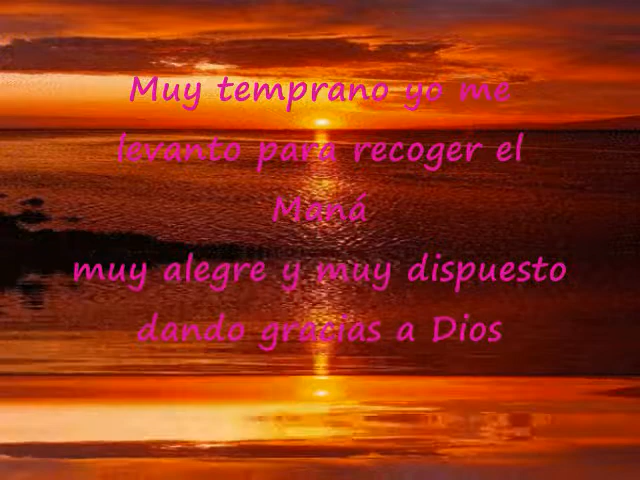 Muy temprano yo me
levanto para recoger el
Maná
muy alegre y muy dispuesto
dando gracias a Dios